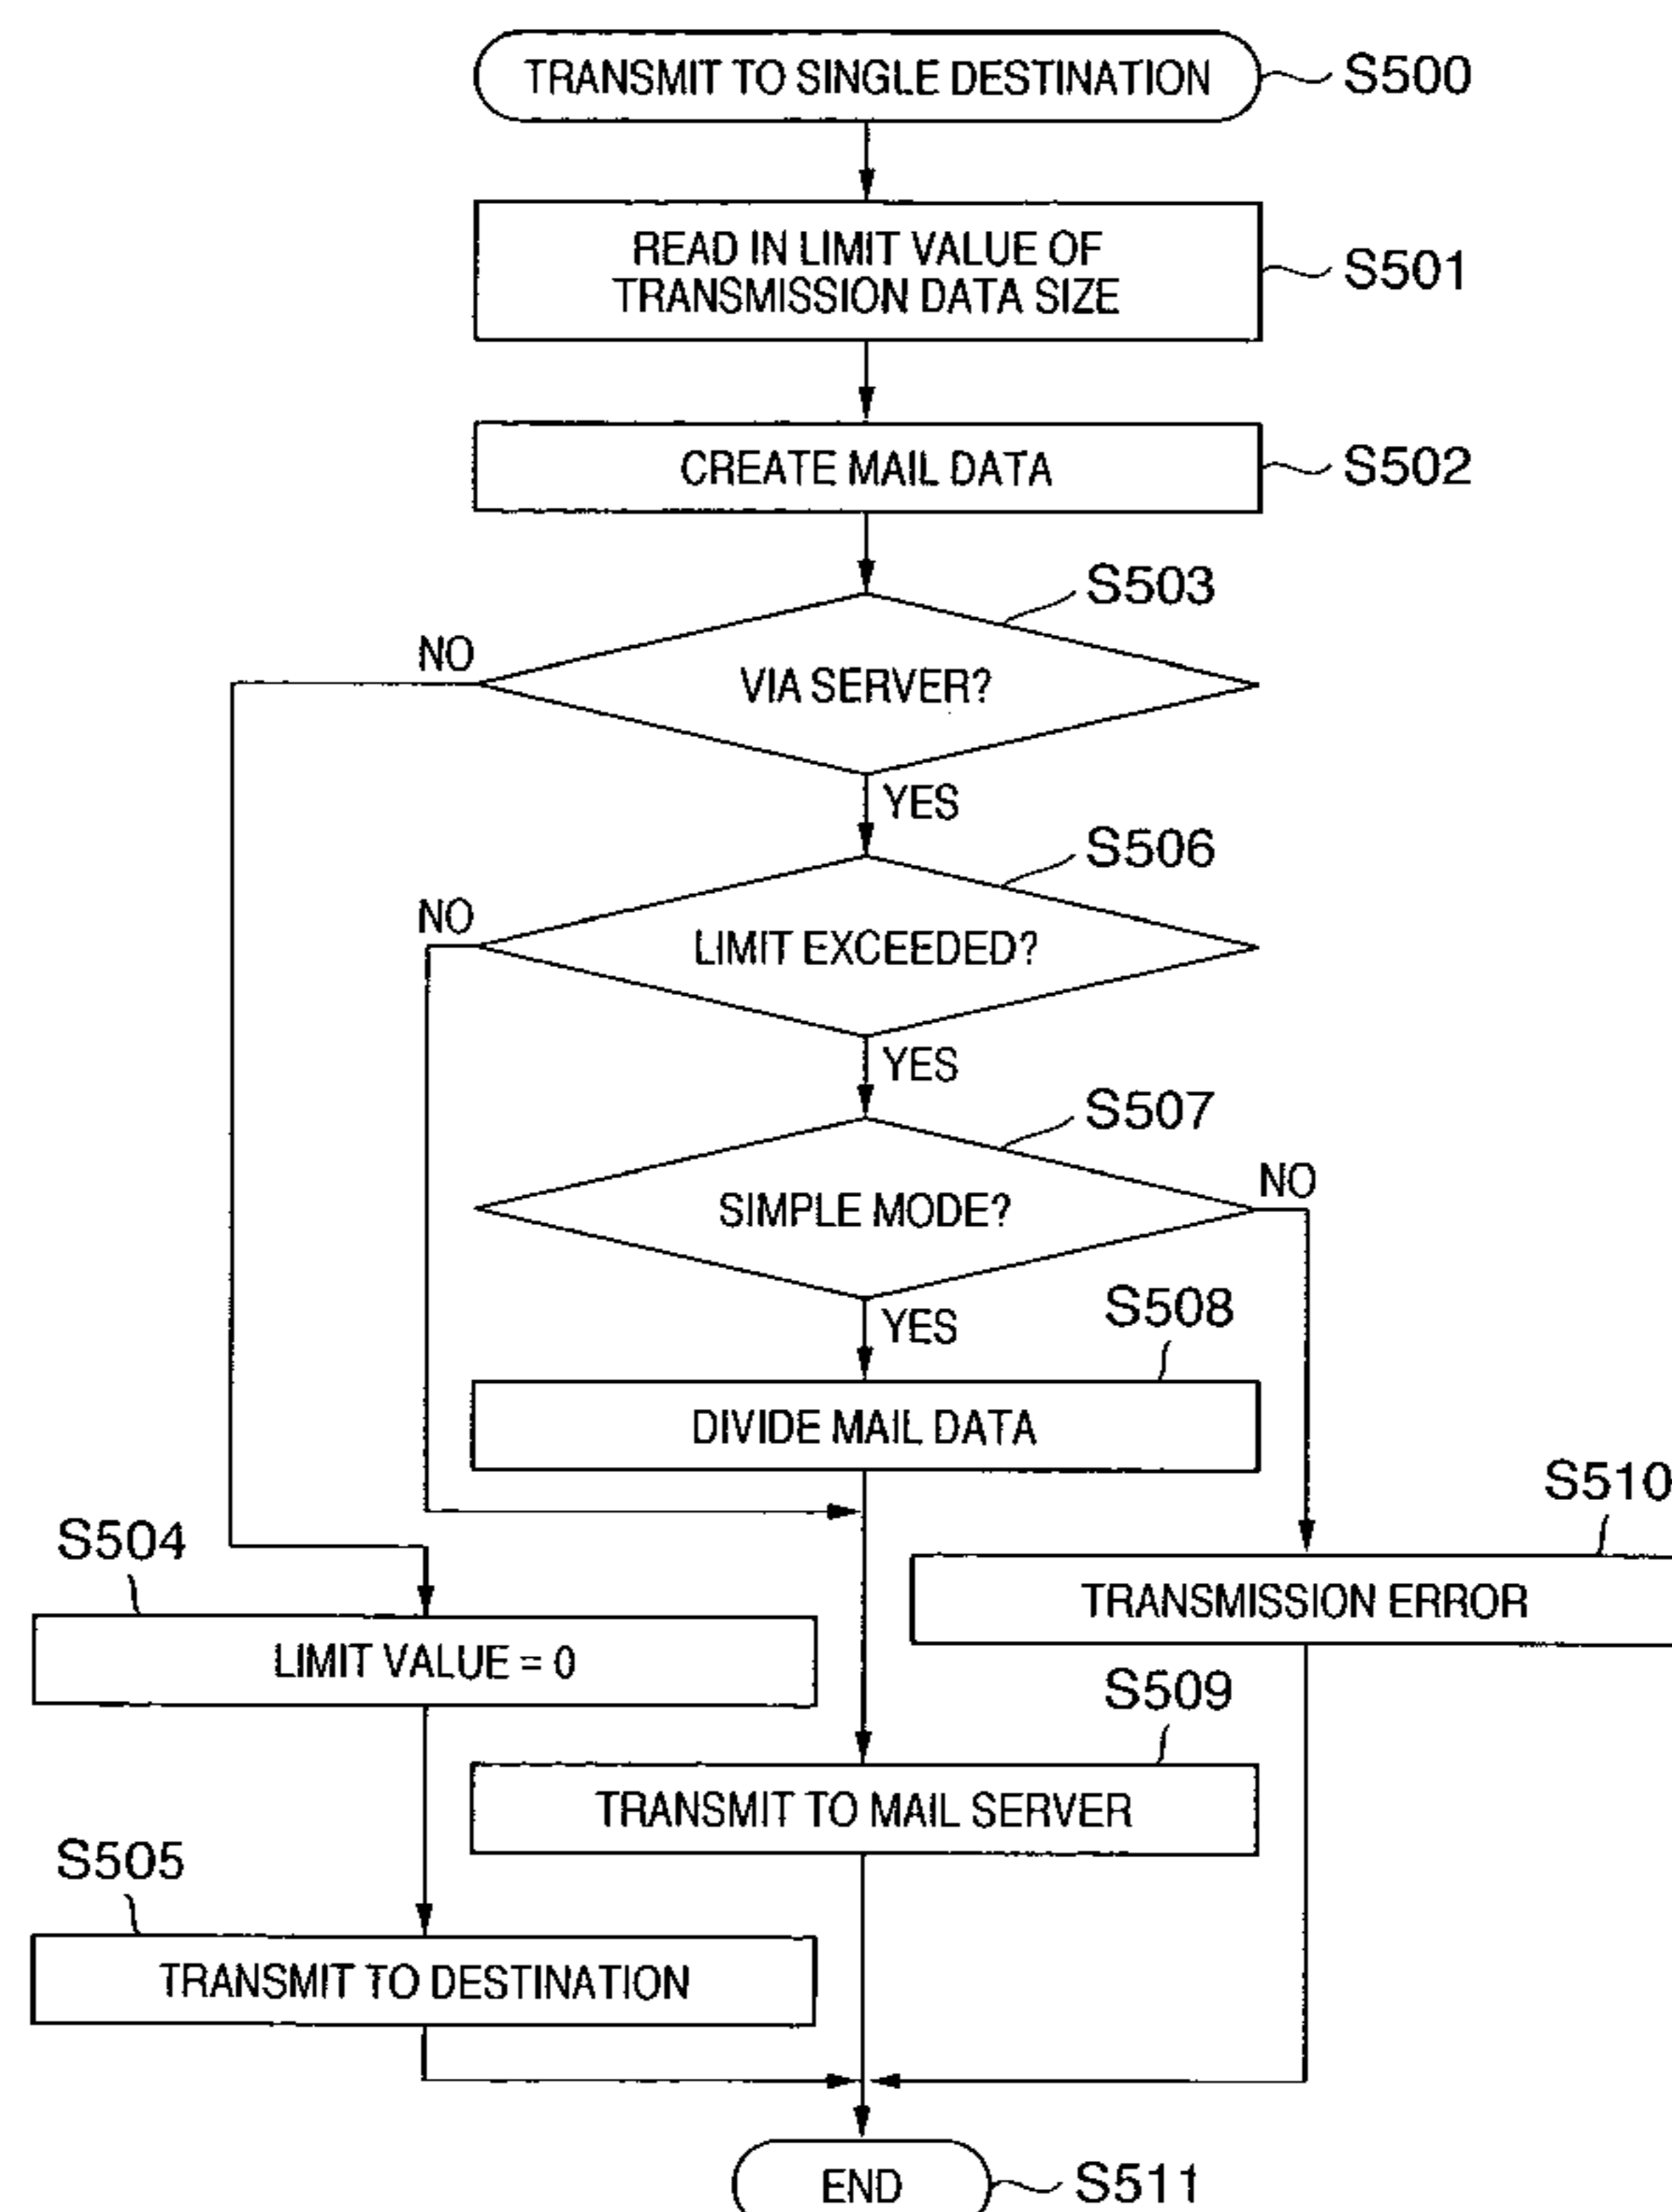 TRANSMIT TO SINGLE DESTINATION
S500
READ IN LIMIT VALUE OF
TRANSMISSION DATA SIZE
S501
CREATE MAIL DATA
S502
S503
NO
VIA SERVER?
YES
S506
NO
LIMIT EXCEEDED?
YES
S507
NO
SIMPLE MODE?
YES
S508
DIVIDE MAIL DATA
S510
S504
TRANSMISSION ERROR
LIMIT VALUE = 0
S509
TRANSMIT TO MAIL SERVER
S505
TRANSMIT TO DESTINATION
END
S511